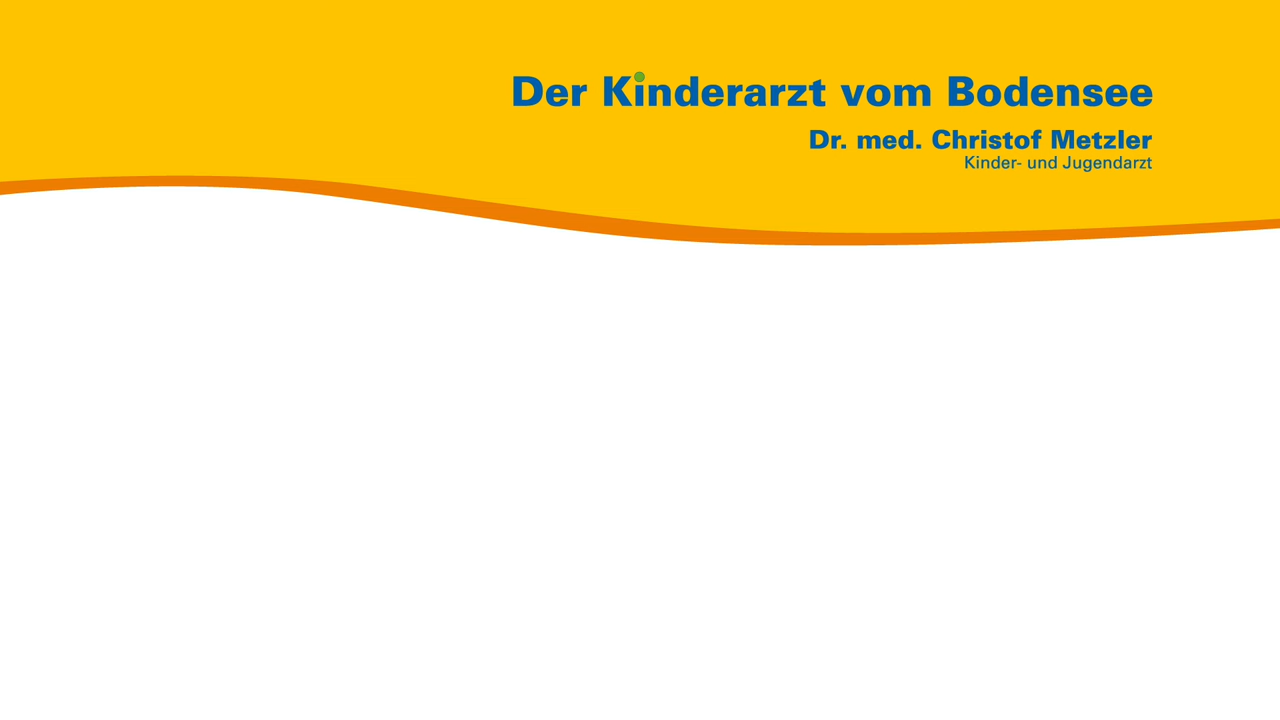 Der Kinderarzt vom Bodensee
Dr. med. Christof Metzler
Kinder- und Jugendarzt